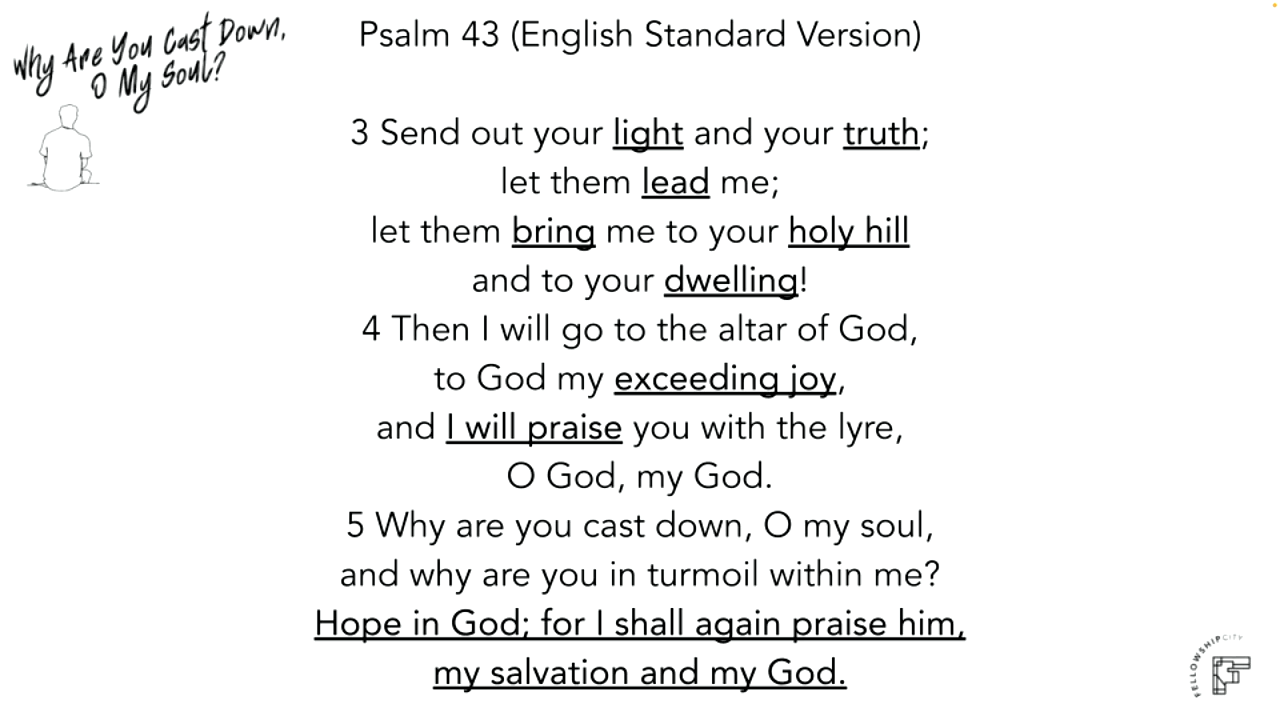 Why Are You Cast Down,
O My Soul?
Psalm 43 (English Standard Version)
3 Send out your light and your truth;
let them lead me;
let them bring me to your holy hill
and to your dwelling!
4 Then I will go to the altar of God,
to God my exceeding joy,
and I will praise you with the lyre,
O God, my God.
5 Why are you cast down, O my soul,
and why are you in turmoil within me?
Hope in God; for I shall again praise him,
my salvation and my God.
FELLOWSHIPCITY